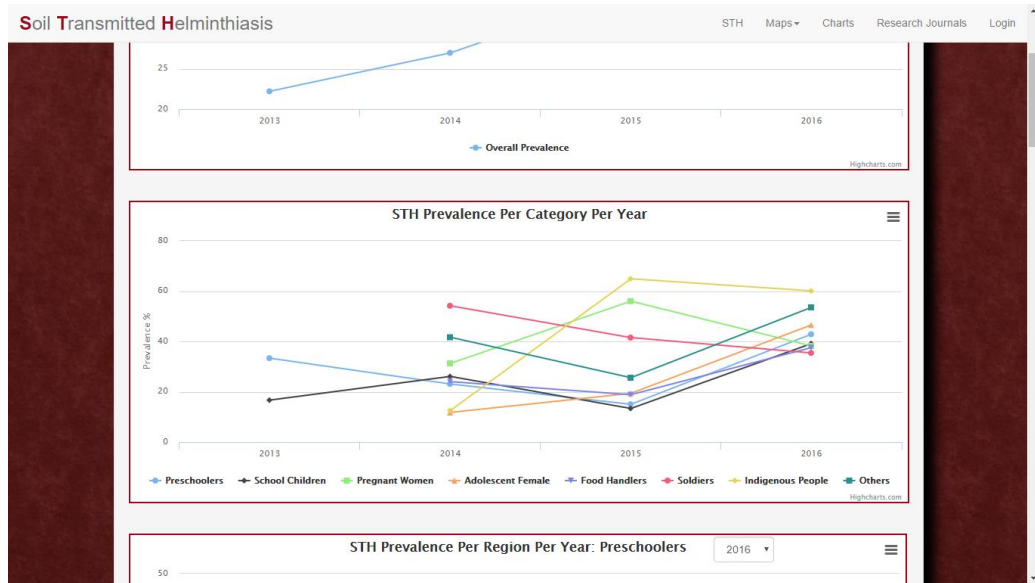 Soil Transmitted Helminthiasis
STH Maps Charts Research Journals Login
25
20
2013 2014 2015 2016
Overall Prevalence
Highcharts.com
STH Prevalence Per Category Per Year
80
60
40
20
0
Prevalence %
2013 2014 2015 2016
Preschoolers School Children Pregnant Women Adolescent Female Food Handlers Soldiers Indigenous People Others
Highcharts.com
STH Prevalence Per Region Per Year: Preschoolers 2016
50